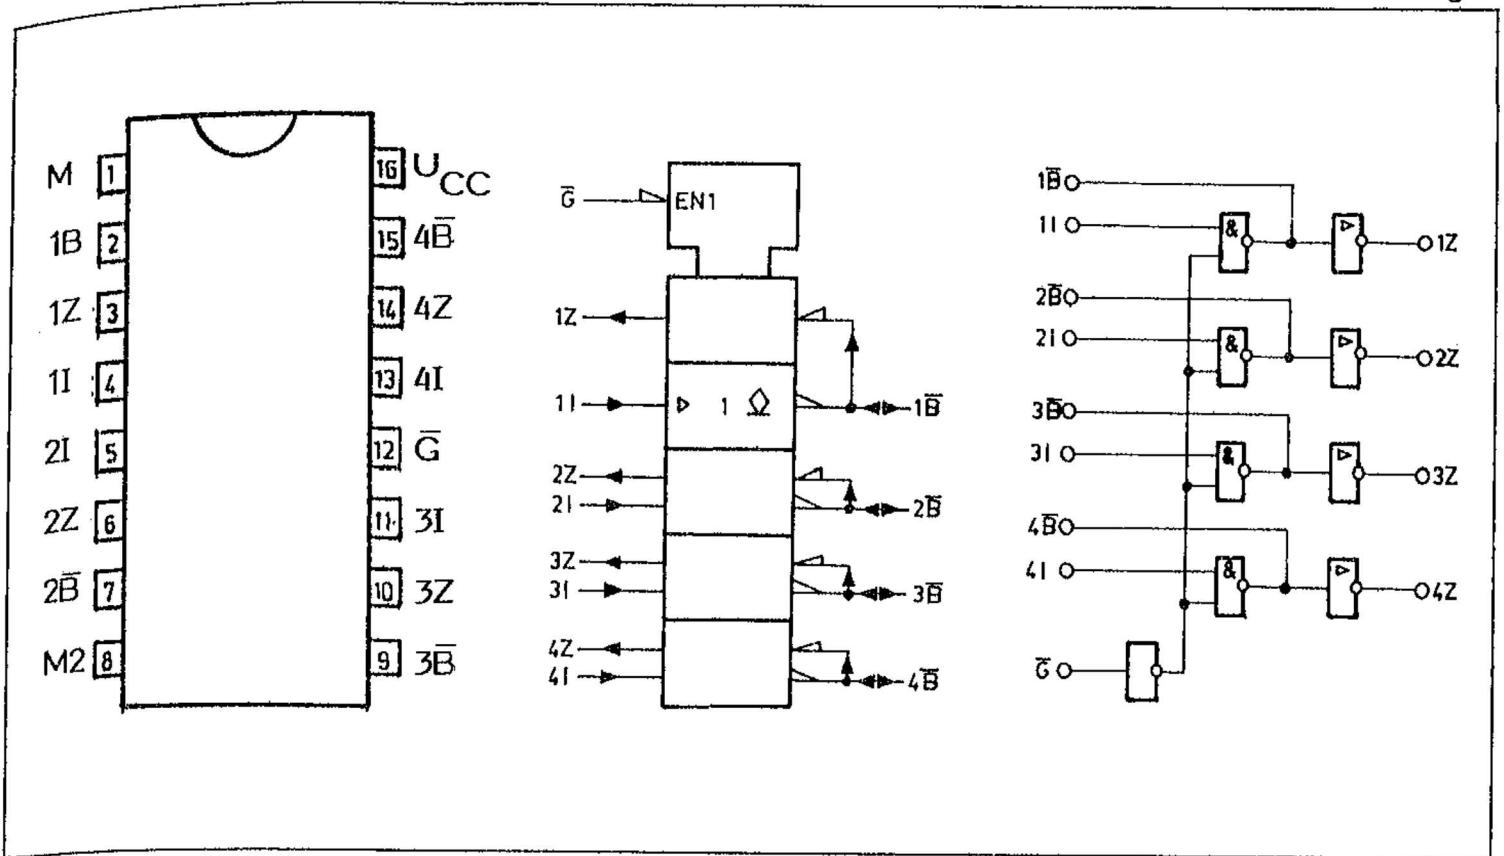 M 1
1B 2
1Z 3
1I 4
2I 5
2Z 6
2B̅ 7
M2 8
16 UCC
15 4B̅
14 4Z
13 4I
12 G̅
11 3I
10 3Z
9 3B̅
G̅ EN1
1Z
1I ▷ 1 1B̅
2Z
2I 2B̅
3Z
3I 3B̅
4Z
4I 4B̅
1B̅
1I & ▷ 1Z
2B̅
2I & ▷ 2Z
3B̅
3I & ▷ 3Z
4B̅
4I & ▷ 4Z
G̅